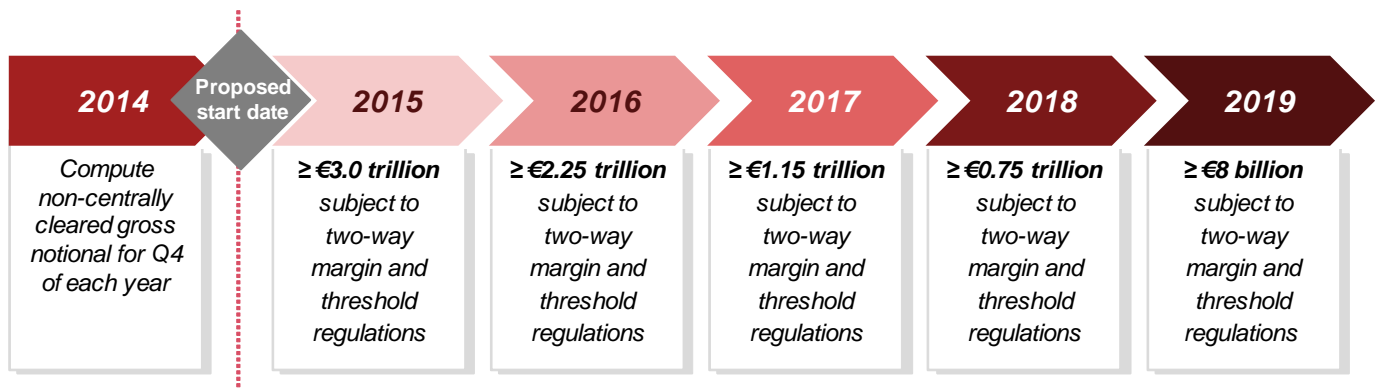 2014
Proposed
start date
2015
2016
2017
2018
2019
Compute
non-centrally
cleared gross
notional for Q4
of each year
≥ €3.0 trillion
subject to
two-way
margin and
threshold
regulations
≥ €2.25 trillion
subject to
two-way
margin and
threshold
regulations
≥ €1.15 trillion
subject to
two-way
margin and
threshold
regulations
≥ €0.75 trillion
subject to
two-way
margin and
threshold
regulations
≥ €8 billion
subject to
two-way
margin and
threshold
regulations